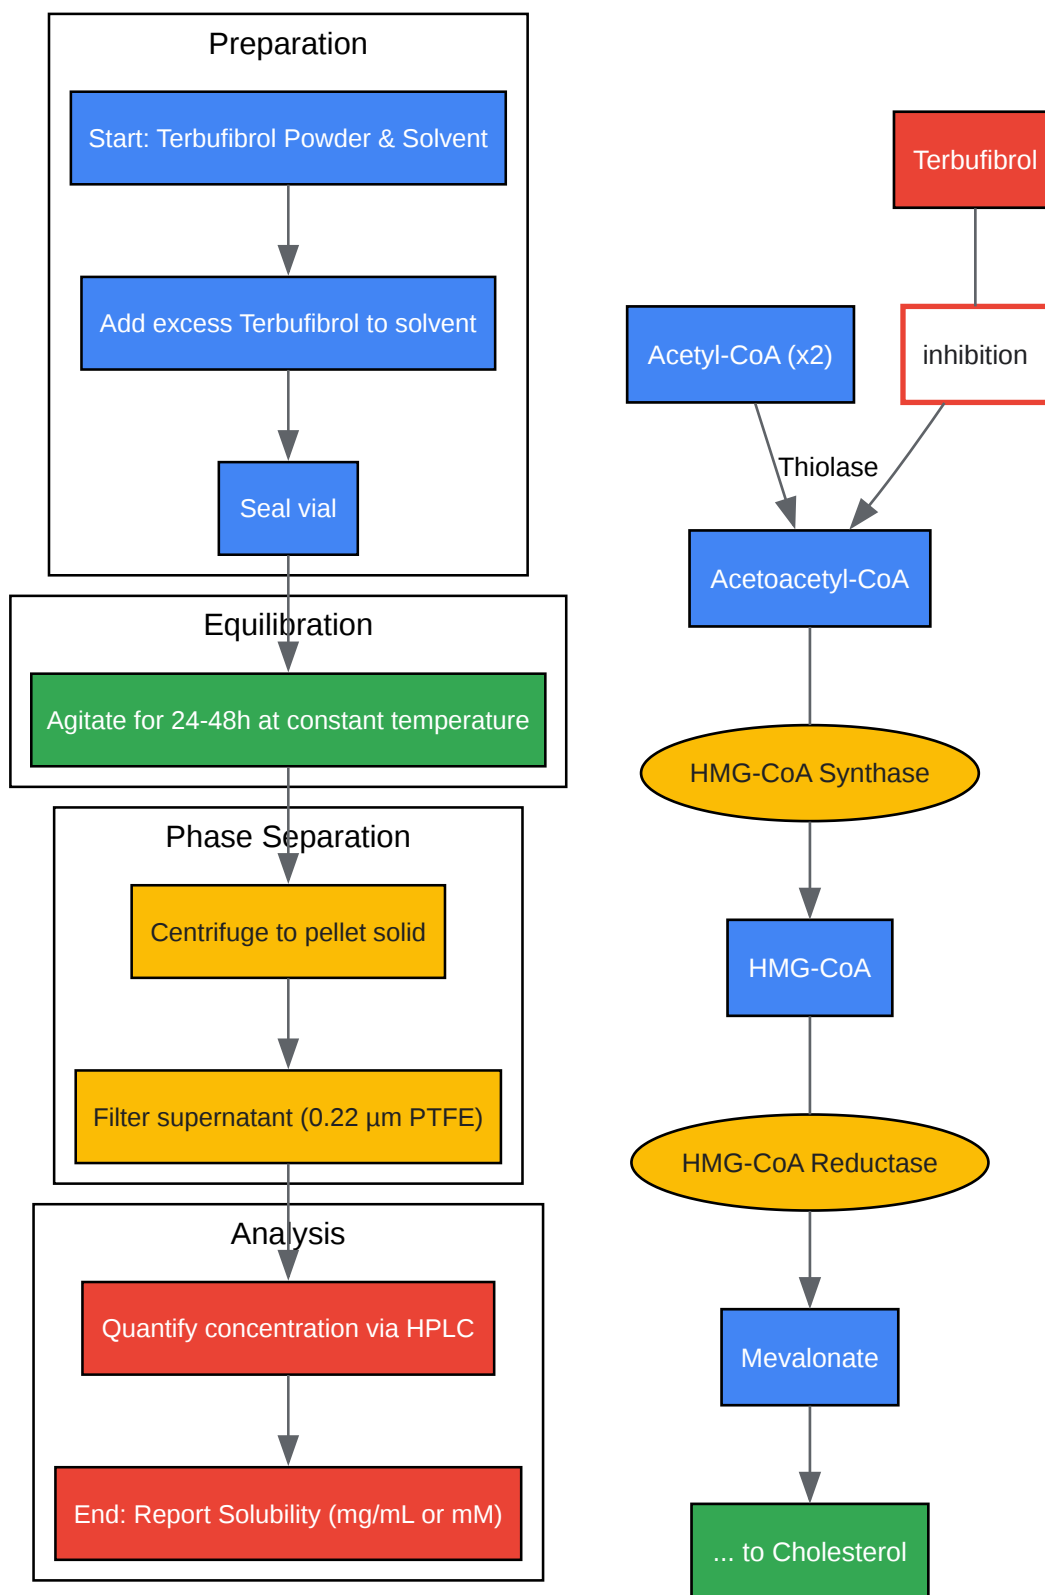 Preparation
Start: Terbufibrol Powder & Solvent
Add excess Terbufibrol to solvent
Seal vial
Equilibration
Agitate for 24-48h at constant temperature
Phase Separation
Centrifuge to pellet solid
Filter supernatant (0.22 µm PTFE)
Analysis
Quantify concentration via HPLC
End: Report Solubility (mg/mL or mM)
Terbufibrol
Acetyl-CoA (x2)
inhibition
Thiolase
Acetoacetyl-CoA
HMG-CoA Synthase
HMG-CoA
HMG-CoA Reductase
Mevalonate
... to Cholesterol